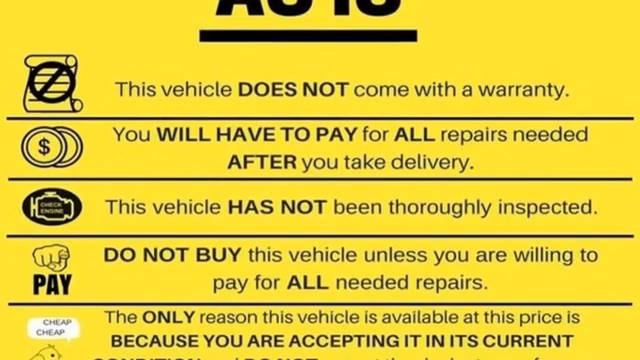 AS IS
This vehicle DOES NOT come with a warranty.
$
You WILL HAVE TO PAY for ALL repairs needed
AFTER you take delivery.
CHECK
ENGINE
This vehicle HAS NOT been thoroughly inspected.
PAY
DO NOT BUY this vehicle unless you are willing to
pay for ALL needed repairs.
CHEAP
CHEAP
The ONLY reason this vehicle is available at this price is
BECAUSE YOU ARE ACCEPTING IT IN ITS CURRENT